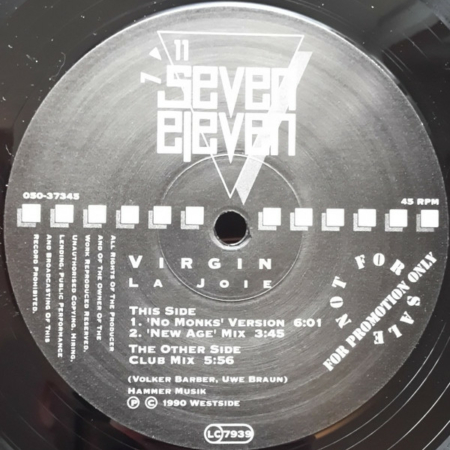 7 11
Seven
eleven
050-37345
45 RPM
All Rights Of The Producer
And Of The Owner Of The
Work Reproduced Reserved.
Unauthorised Copying, Hiring,
Lending, Public Performance
And Broadcasting Of This
Record Prohibited.
Virgin
La Joie
This Side
1. 'No Monks' Version 6:01
2. 'New Age' Mix 3:45
The Other Side
Club Mix 5:56
(Volker Barber, Uwe Braun)
Hammer Musik
Ⓟ © 1990 Westside
NOT FOR SALE
FOR PROMOTION ONLY
LC 7939